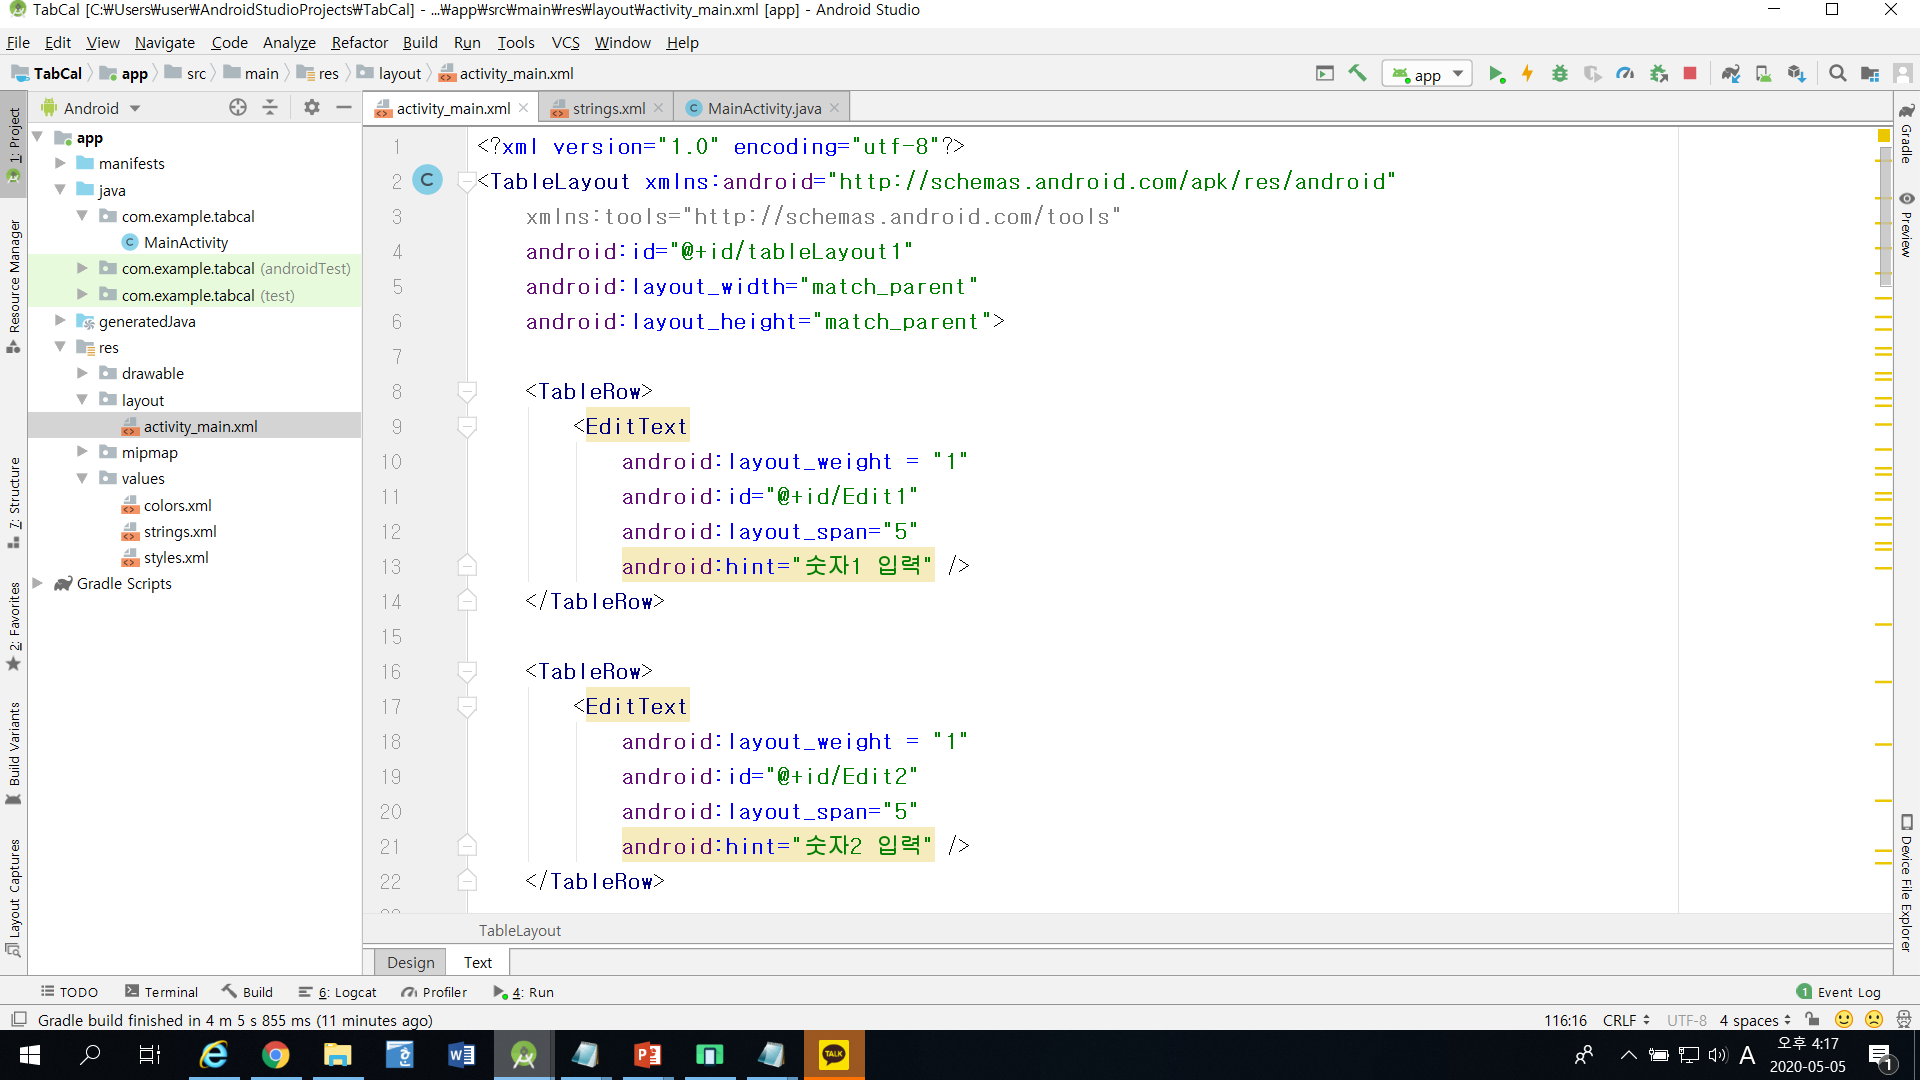 TabCal [C:₩Users₩user₩AndroidStudioProjects₩TabCal] - ...₩app₩src₩main₩res₩layout₩activity_main.xml [app] - Android Studio
File Edit View Navigate Code Analyze Refactor Build Run Tools VCS Window Help
TabCal app src main res layout activity_main.xml
app
Android
activity_main.xml strings.xml MainActivity.java
app
manifests
java
com.example.tabcal
MainActivity
com.example.tabcal (androidTest)
com.example.tabcal (test)
generatedJava
res
drawable
layout
activity_main.xml
mipmap
values
colors.xml
strings.xml
styles.xml
Gradle Scripts
1: Project
Resource Manager
7: Structure
2: Favorites
Build Variants
Layout Captures
1 <?xml version="1.0" encoding="utf-8"?>
2 <TableLayout xmlns:android="http://schemas.android.com/apk/res/android"
3 xmlns:tools="http://schemas.android.com/tools"
4 android:id="@+id/tableLayout1"
5 android:layout_width="match_parent"
6 android:layout_height="match_parent">
7
8 <TableRow>
9 <EditText
10 android:layout_weight = "1"
11 android:id="@+id/Edit1"
12 android:layout_span="5"
13 android:hint="숫자1 입력" />
14 </TableRow>
15
16 <TableRow>
17 <EditText
18 android:layout_weight = "1"
19 android:id="@+id/Edit2"
20 android:layout_span="5"
21 android:hint="숫자2 입력" />
22 </TableRow>
TableLayout
Design Text
Gradle
Preview
Device File Explorer
TODO Terminal Build 6: Logcat Profiler 4: Run
1 Event Log
Gradle build finished in 4 m 5 s 855 ms (11 minutes ago)
116:16 CRLF UTF-8 4 spaces
TALK
A
오후 4:17
2020-05-05
1